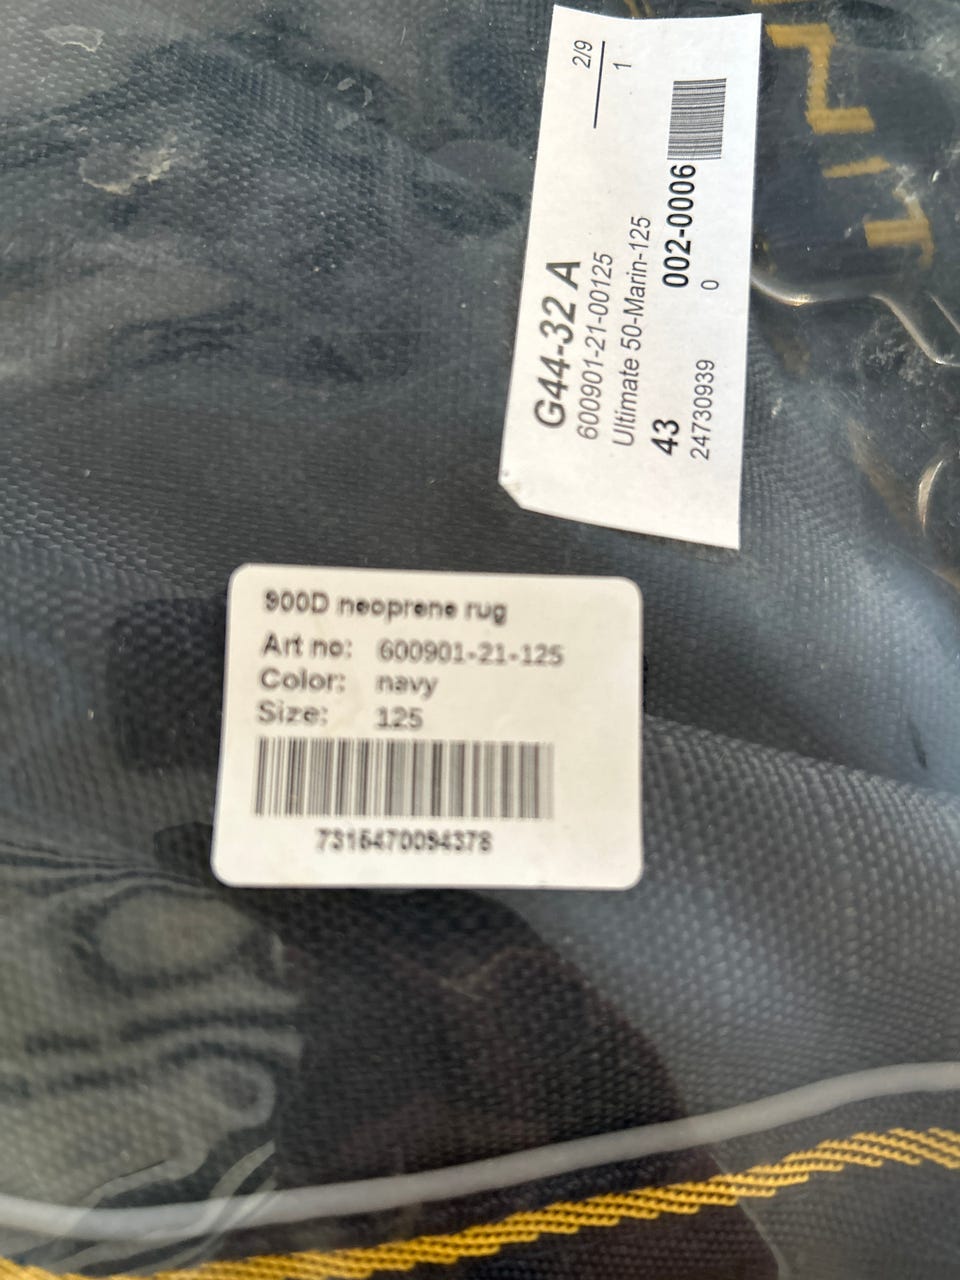 2/9
1
G44-32 A
600901-21-00125
Ultimate 50-Marin-125
43 002-0006
24730939 0
900D neoprene rug
Art no: 600901-21-125
Color: navy
Size: 125
7315470094378